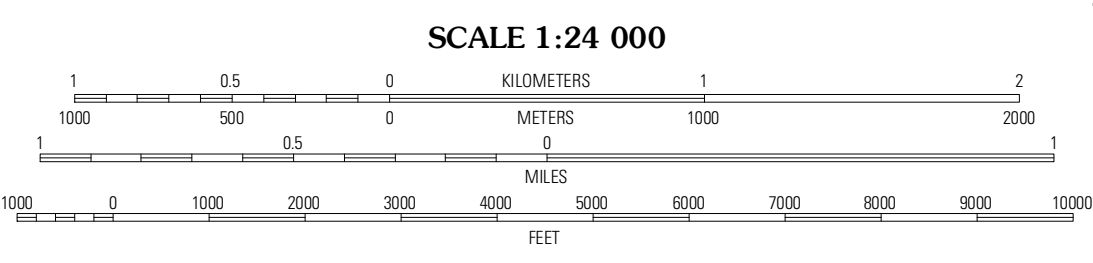 SCALE 1:24 000
1 0.5 0 KILOMETERS 1 2
1000 500 0 METERS 1000 2000
1 0.5 0 1
MILES
1000 0 1000 2000 3000 4000 5000 6000 7000 8000 9000 10000
FEET